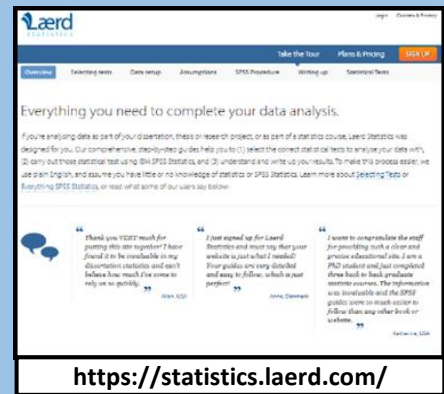 Lærd
statistics
Login Cookies & Privacy
Take the Tour Plans & Pricing SIGN UP
Overview Selecting tests Data setup Assumptions SPSS Procedure Writing up Statistical Tests
Everything you need to complete your data analysis.
If you're analysing data as part of your dissertation, thesis or research project, or as part of a statistics course, Laerd Statistics was
designed for you. Our comprehensive, step-by-step guides help you to (1) select the correct statistical tests to analyse your data with,
(2) carry out those statistical test using IBM SPSS Statistics, and (3) understand and write up your results. To make this process easier, we
use plain English, and assume you have little or no knowledge of statistics or SPSS Statistics. Learn more about Selecting Tests or
Everything SPSS Statistics, or read what some of our users say below:
“
Thank you VERY much for
putting this site together! I have
found it to be invaluable in my
dissertation statistics and can't
believe how much I've come to
rely on so quickly.
”
USA
“
I just signed up for Laerd
Statistics and must say that your
website is just what I needed!
Your guides are very detailed
and easy to follow, which is just
perfect!
”
Anne, Denmark
“
I want to congratulate the staff
for providing such a clear and
precise educational site. I am a
PhD student and just completed
three back to back graduate
statistic courses. The information
was invaluable and the SPSS
guides were so much easier to
follow than any other book or
website.
”
Katherine, USA
https://statistics.laerd.com/